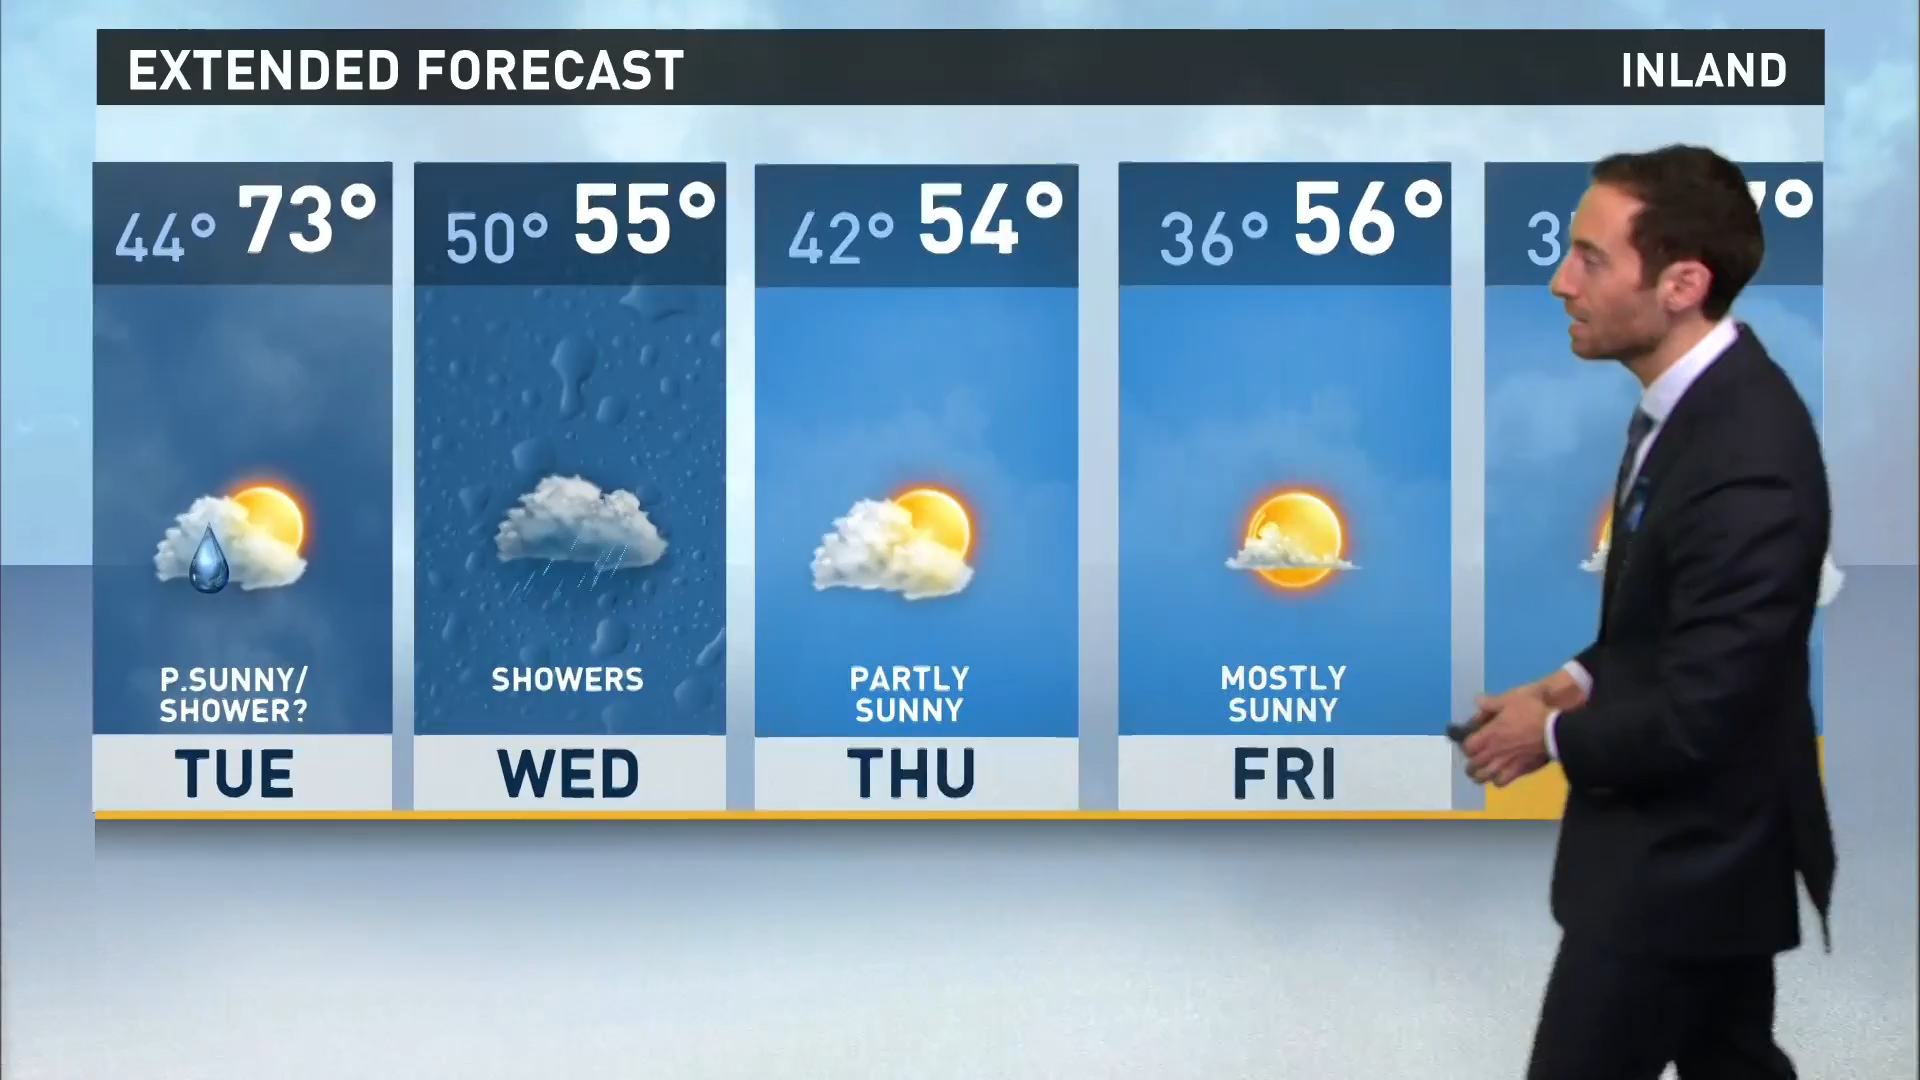 EXTENDED FORECAST
INLAND
44° 73°
50° 55°
42° 54°
36° 56°
P.SUNNY/
SHOWER?
SHOWERS
PARTLY
SUNNY
MOSTLY
SUNNY
TUE
WED
THU
FRI